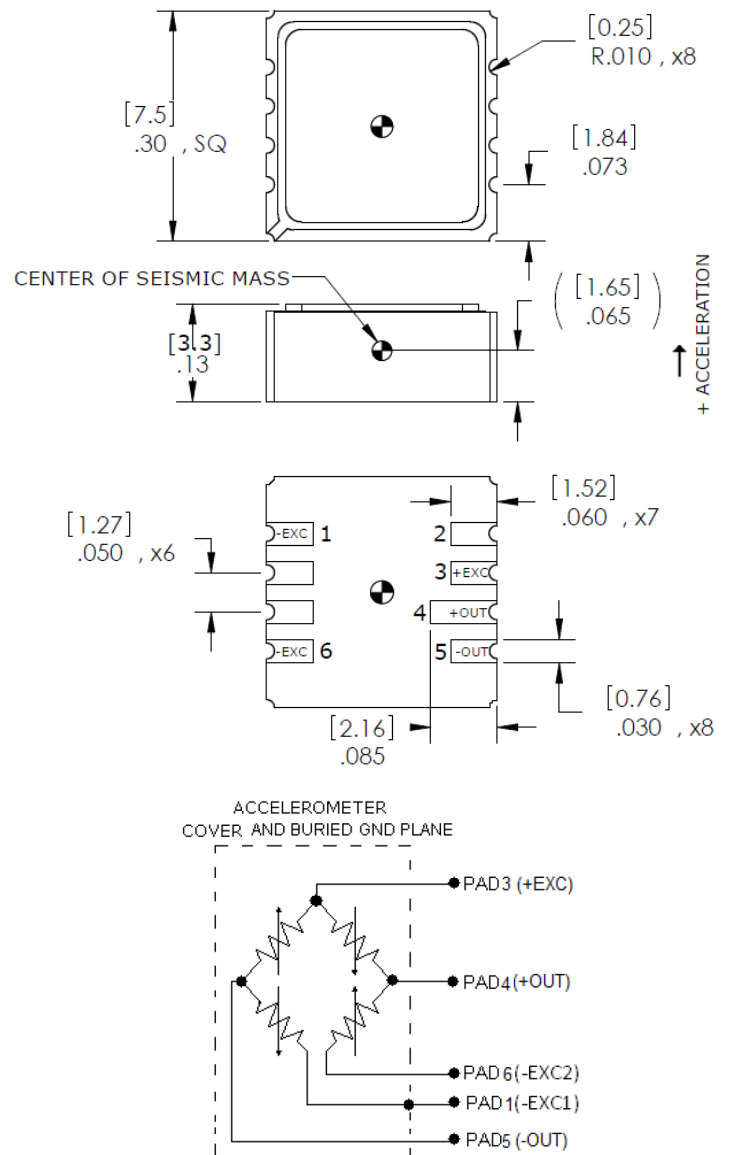 [0.25]
R.010 , x8
[7.5]
.30 , SQ
[1.84]
.073
CENTER OF SEISMIC MASS
[1.65]
.065
[3.3]
.13
+ ACCELERATION
[1.52]
.060 , x7
[1.27]
.050 , x6
-EXC 1
2
3 +EXC
4 +OUT
-EXC 6
5 -OUT
[0.76]
.030 , x8
[2.16]
.085
ACCELEROMETER
COVER AND BURIED GND PLANE
PAD3 (+EXC)
PAD4(+OUT)
PAD6(-EXC2)
PAD1(-EXC1)
PAD5 (-OUT)